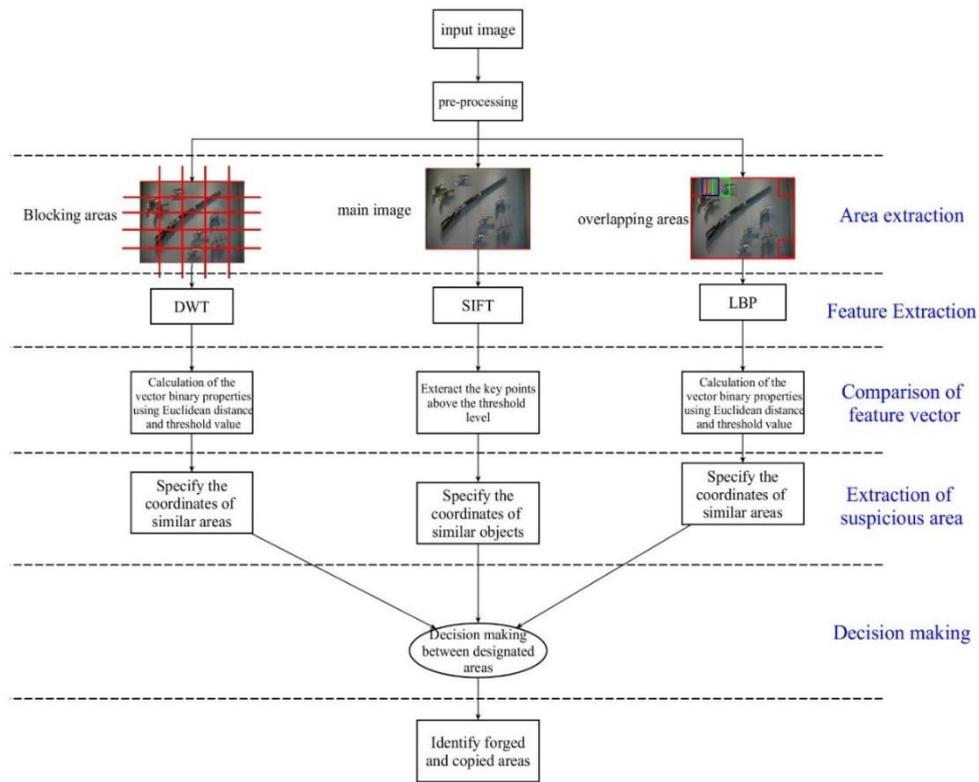 input image
pre-processing
Blocking areas
main image
overlapping areas
Area extraction
DWT
SIFT
LBP
Feature Extraction
Calculation of the
vector binary properties
using Euclidean distance
and threshold value
Exteract the key points
above the threshold
level
Calculation of the
vector binary properties
using Euclidean distance
and threshold value
Comparison of
feature vector
Specify the
coordinates of
similar areas
Specify the
coordinates of
similar objects
Specify the
coordinates of
similar areas
Extraction of
suspicious area
Decision making
between designated
areas
Decision making
Identify forged
and copied areas